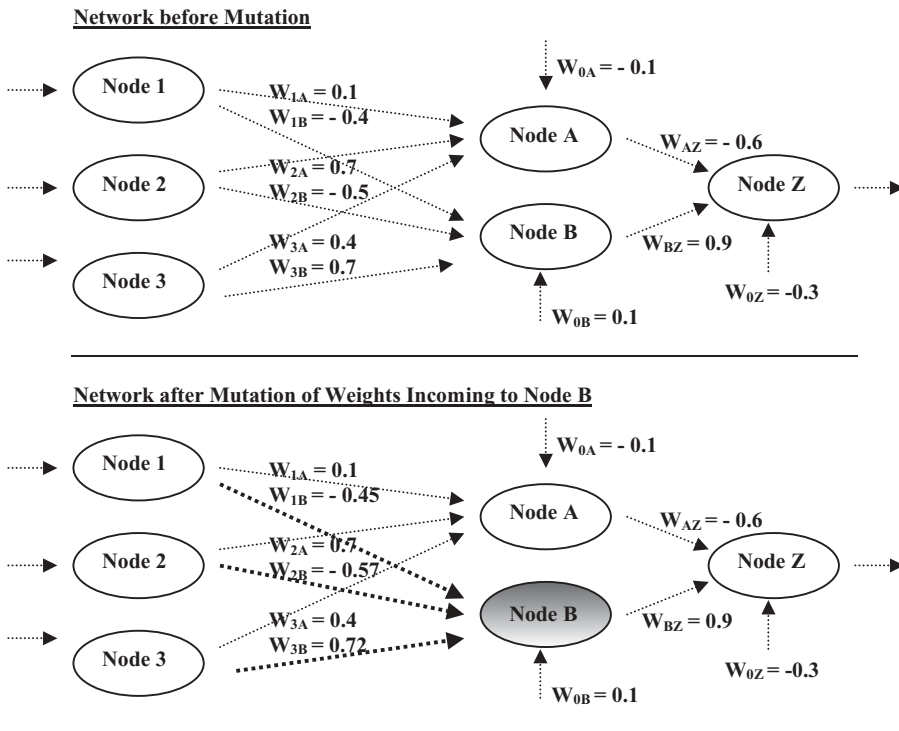 Network before Mutation
W₀A = - 0.1
Node 1
W₁A = 0.1
W₁B = - 0.4
Node A
WAZ = - 0.6
Node 2
W₂A = 0.7
W₂B = - 0.5
Node Z
Node B
W₃A = 0.4
W₃B = 0.7
WBZ = 0.9
Node 3
W₀Z = -0.3
W₀B = 0.1
Network after Mutation of Weights Incoming to Node B
W₀A = - 0.1
Node 1
W₁A = 0.1
W₁B = - 0.45
Node A
WAZ = - 0.6
Node 2
W₂A = 0.7
W₂B = - 0.57
Node Z
Node B
W₃A = 0.4
W₃B = 0.72
WBZ = 0.9
Node 3
W₀Z = -0.3
W₀B = 0.1